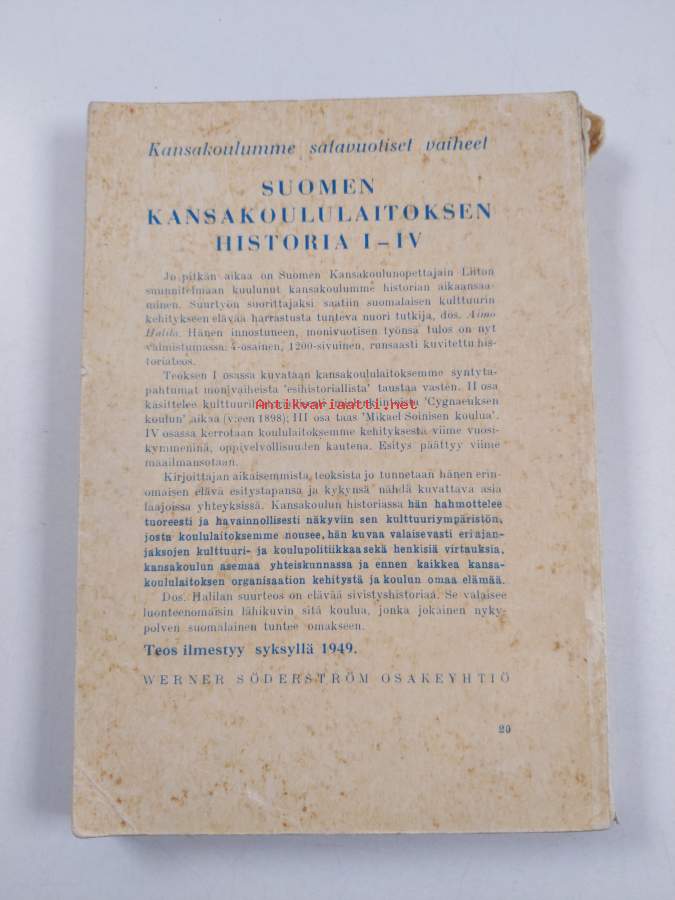 Kansakoulumme satavuotiset vaiheet
SUOMEN
KANSAKOULULAITOKSEN
HISTORIA I – IV
Jo pitkän aikaa on Suomen Kansakoulunopettajain Liiton
suunnitelmaan kuulunut kansakoulumme historian aikaansaa-
minen. Suurtyön suorittajaksi saatiin suomalaisen kulttuurin
kehitykseen elävää harrastusta tunteva nuori tutkija, dos. Aimo
Halila. Hänen innostuneen, monivuotisen työnsä tulos on nyt
valmistumassa: 4-osainen, 1200-sivuinen, runsaasti kuvitettu his-
toriateos.
Teoksen I osassa kuvataan kansakoululaitoksemme syntyta-
pahtumat monivaiheista 'esihistoriallista' taustaa vasten. II osa
käsittelee
Antikvariaatti.net
'Cygnaeuksen
koulun' aikaa (v:een 1898); III osa taas 'Mikael Soinisen koulua'.
IV osassa kerrotaan koululaitoksemme kehityksestä viime vuosi-
kymmeninä, oppivelvollisuuden kautena. Esitys päättyy viime
maailmansotaan.
Kirjoittajan aikaisemmista teoksista jo tunnetaan hänen erin-
omaisen elävä esitystapansa ja kykynsä nähdä kuvattava asia
laajoissa yhteyksissä. Kansakoulun historiassa hän hahmottelee
tuoreesti ja havainnollisesti näkyviin sen kulttuuriympäristön,
josta koululaitoksemme nousee, hän kuvaa valaisevasti eri ajan-
jaksojen kulttuuri- ja koulupolitiikkaa sekä henkisiä virtauksia,
kansakoulun asemaa yhteiskunnassa ja ennen kaikkea kansa-
koululaitoksen organisaation kehitystä ja koulun omaa elämää.
Dos. Halilan suurteos on elävää sivistyshistoriaa. Se valaisee
luonteenomaisin lähikuvin sitä koulua, jonka jokainen nyky-
polven suomalainen tuntee omakseen.
Teos ilmestyy syksyllä 1949.
WERNER SÖDERSTRÖM OSAKEYHTIÖ
20